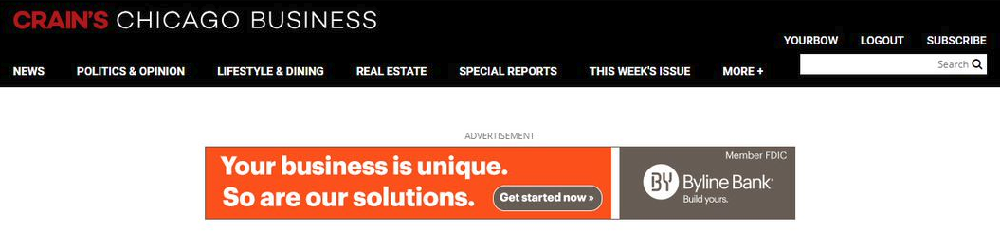 CRAIN'S CHICAGO BUSINESS
YOURBOW LOGOUT SUBSCRIBE
NEWS POLITICS & OPINION LIFESTYLE & DINING REAL ESTATE SPECIAL REPORTS THIS WEEK'S ISSUE MORE +
Search
ADVERTISEMENT
Your business is unique.
So are our solutions.
Get started now »
Member FDIC
BY Byline Bank®
Build yours.